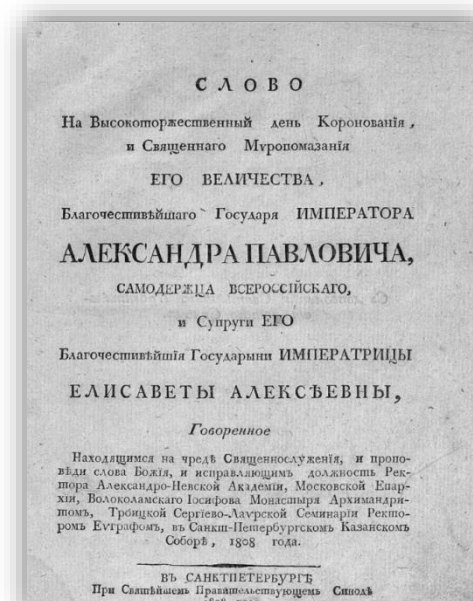 СЛОВО
На Высокоторжественный день Коронованія,
и Священнаго Мѵропомазанія
ЕГО ВЕЛИЧЕСТВА,
Благочестивѣйшаго Государя ИМПЕРАТОРА
АЛЕКСАНДРА ПАВЛОВИЧА,
САМОДЕРЖЦА ВСЕРОССІЙСКАГО,
и Супруги ЕГО
Благочестивѣйшія Государыни ИМПЕРАТРИЦЫ
ЕЛИСАВЕТЫ АЛЕКСѢЕВНЫ,
Говоренное
Находящимся на чредѣ Священнослуженія, и пропо-
вѣди слова Божія, и исправляющимъ должность Рек-
тора Александро-Невской Академіи, Московской Епар-
хіи, Волоколамскаго Іосифова Монастыря Архимандри-
томъ, Троицкой Сергіево-Лаврской Семинаріи Ректо-
ромъ Еѵграфомъ, въ Санкт-Петербургскомъ Казанскомъ
Соборѣ, 1808 года.
ВЪ САНКТПЕТЕРБУРГѢ
При Святѣйшемъ Правительствующемъ Синодѣ